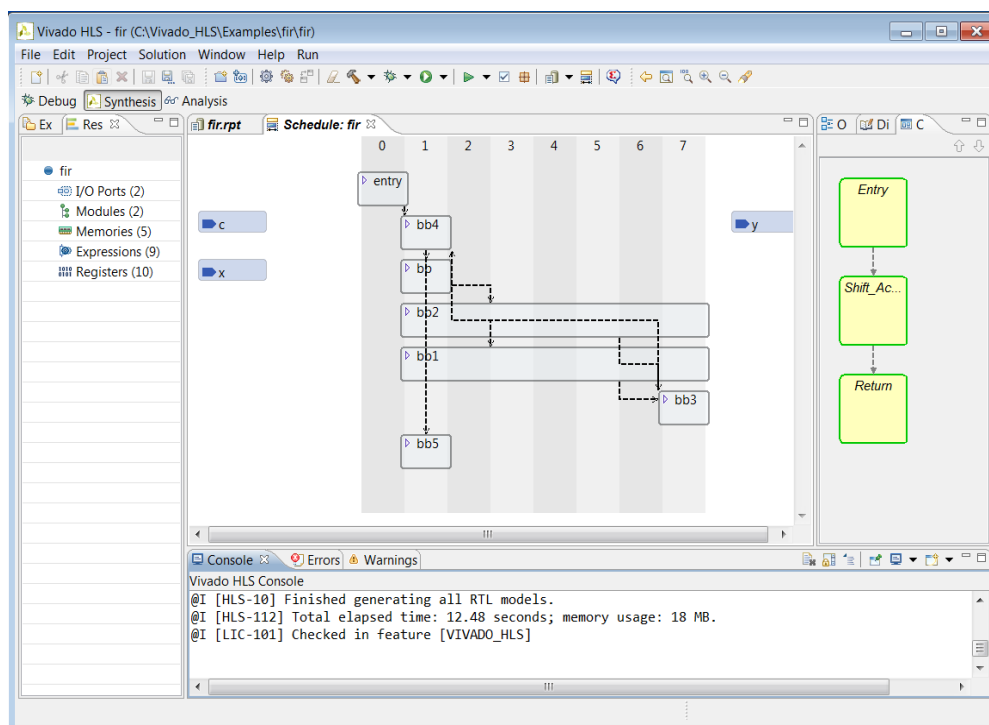 Vivado HLS - fir (C:\Vivado_HLS\Examples\fir\fir)
File Edit Project Solution Window Help Run
Debug Synthesis Analysis
Ex Res
fir.rpt Schedule: fir
O Di C
0 1 2 3 4 5 6 7
fir
I/O Ports (2)
Modules (2)
Memories (5)
Expressions (9)
Registers (10)
entry
c
bb4
y
x
bb
bb2
bb1
bb3
bb5
Entry
Shift_Ac...
Return
Console Errors Warnings
Vivado HLS Console
@I [HLS-10] Finished generating all RTL models.
@I [HLS-112] Total elapsed time: 12.48 seconds; memory usage: 18 MB.
@I [LIC-101] Checked in feature [VIVADO_HLS]